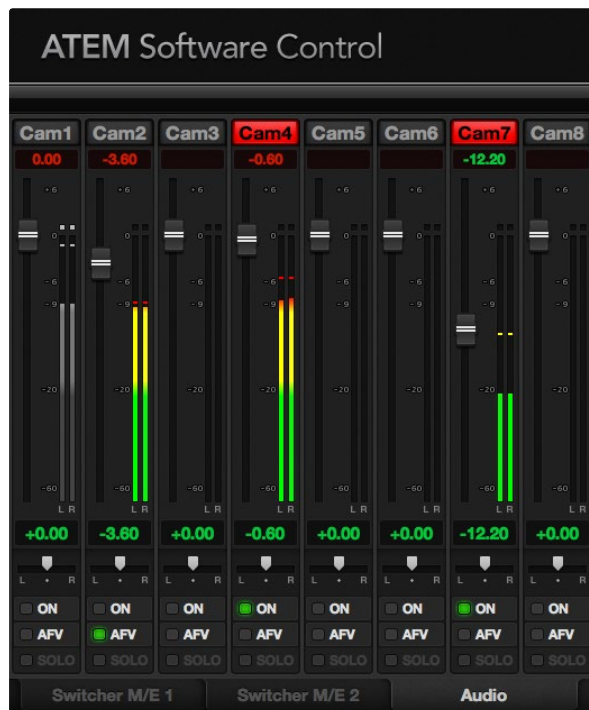 ATEM Software Control
Cam1 Cam2 Cam3 Cam4 Cam5 Cam6 Cam7 Cam8
0.00 -3.60 -0.60 -12.20
+6 +6 +6 +6 +6 +6 +6 +6
0 0 0 0 0 0 0 0
-6 -6 -6 -6 -6 -6 -6 -6
-9 -9 -9 -9 -9 -9 -9 -9
-20 -20 -20 -20 -20 -20 -20 -20
-60 -60 -60 -60 -60 -60 -60 -60
L R L R L R L R L R L R L R L R
+0.00 -3.60 +0.00 -0.60 +0.00 +0.00 -12.20 +0.00
L R L R L R L R L R L R L R L
ON ON ON ON ON ON ON ON
AFV AFV AFV AFV AFV AFV AFV AFV
SOLO SOLO SOLO SOLO SOLO SOLO SOLO SOLO
Switcher M/E 1 Switcher M/E 2 Audio